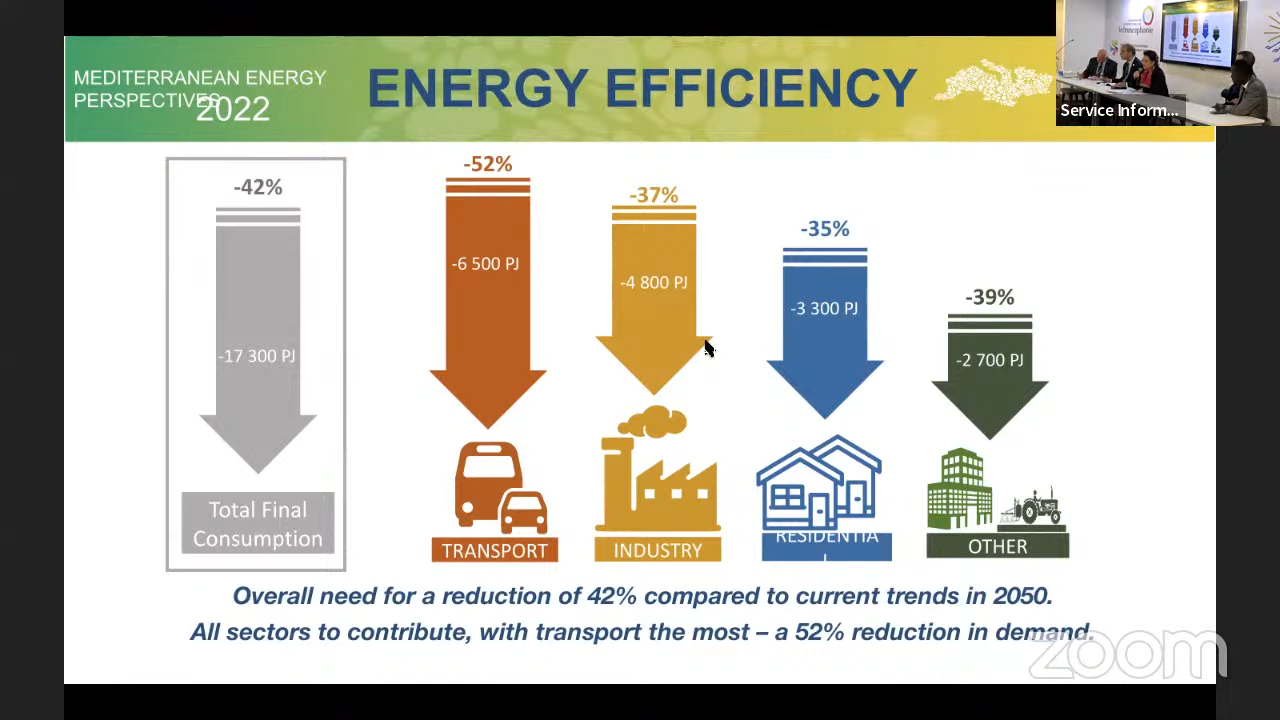 MEDITERRANEAN ENERGY
PERSPECTIVES
2022
ENERGY EFFICIENCY
la francophonie
Service Inform...
-42%
-17 300 PJ
Total Final
Consumption
-52%
-6 500 PJ
TRANSPORT
-37%
-4 800 PJ
INDUSTRY
-35%
-3 300 PJ
RESIDENTIA
L
-39%
-2 700 PJ
OTHER
Overall need for a reduction of 42% compared to current trends in 2050.
All sectors to contribute, with transport the most – a 52% reduction in demand.
zoom